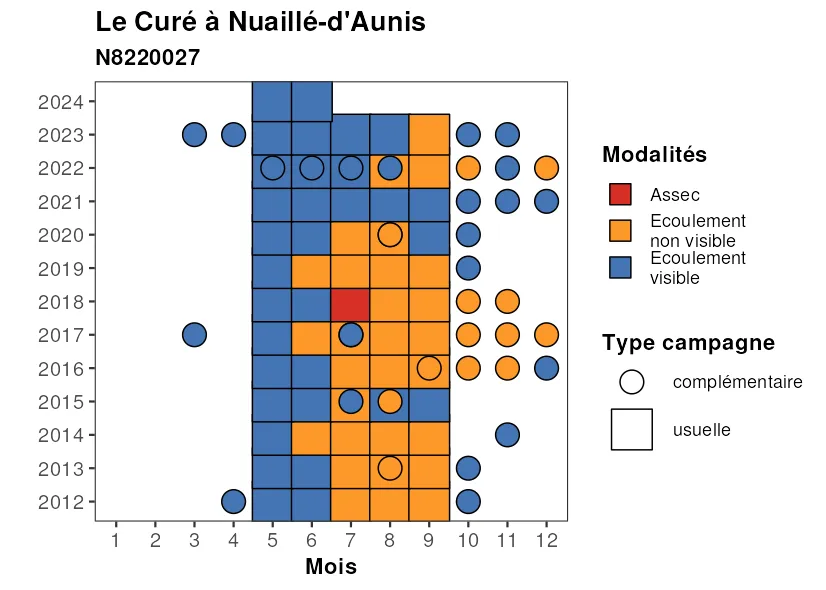 Le Curé à Nuaillé-d'Aunis
N8220027
2024
2023
2022
2021
2020
2019
2018
2017
2016
2015
2014
2013
2012
1 2 3 4 5 6 7 8 9 10 11 12
Mois
Modalités
Assec
Ecoulement
non visible
Ecoulement
visible
Type campagne
complémentaire
usuelle